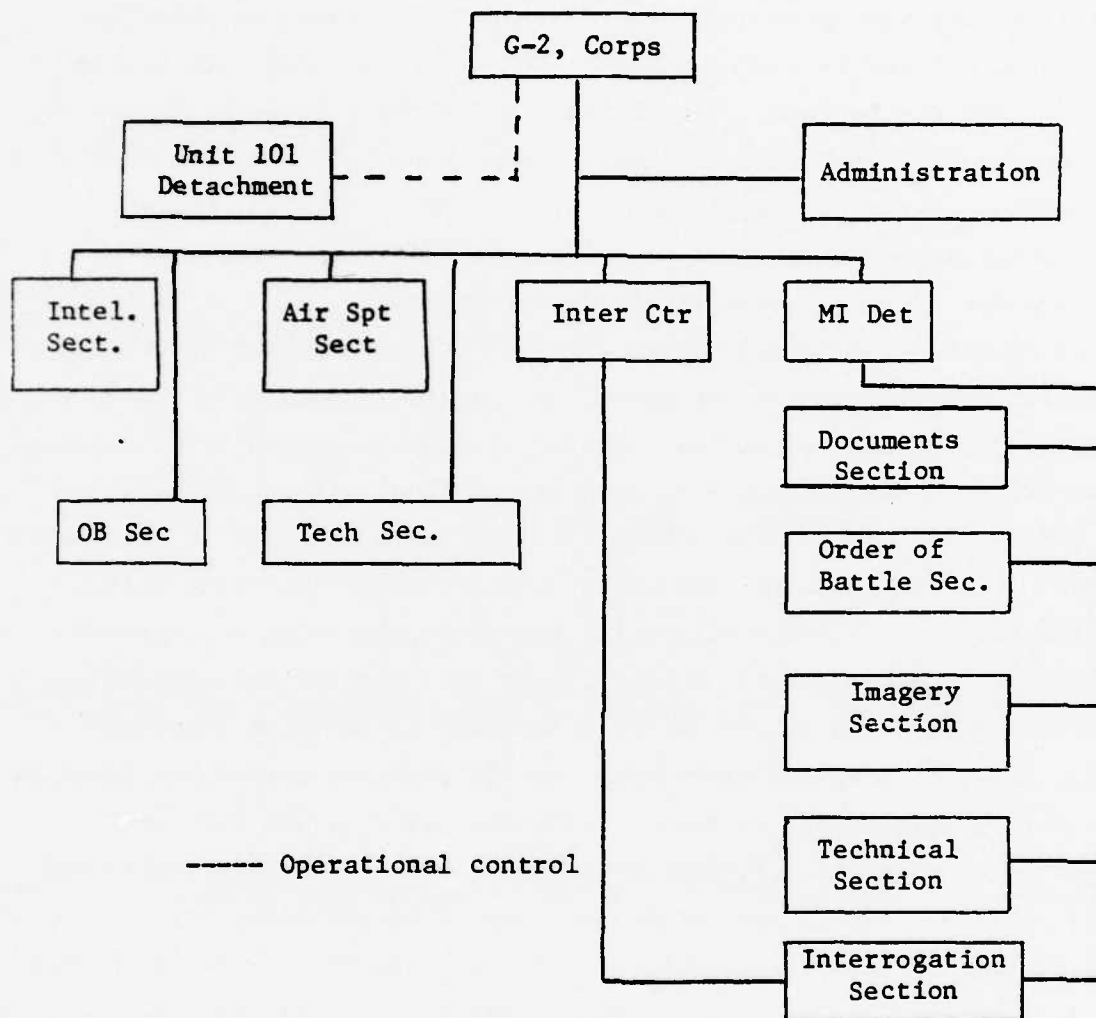 G-2, Corps
Unit 101
Detachment
Administration
Intel.
Sect.
Air Spt
Sect
Inter Ctr
MI Det
Documents
Section
OB Sec
Tech Sec.
Order of
Battle Sec.
Imagery
Section
Technical
Section
Operational control
Interrogation
Section